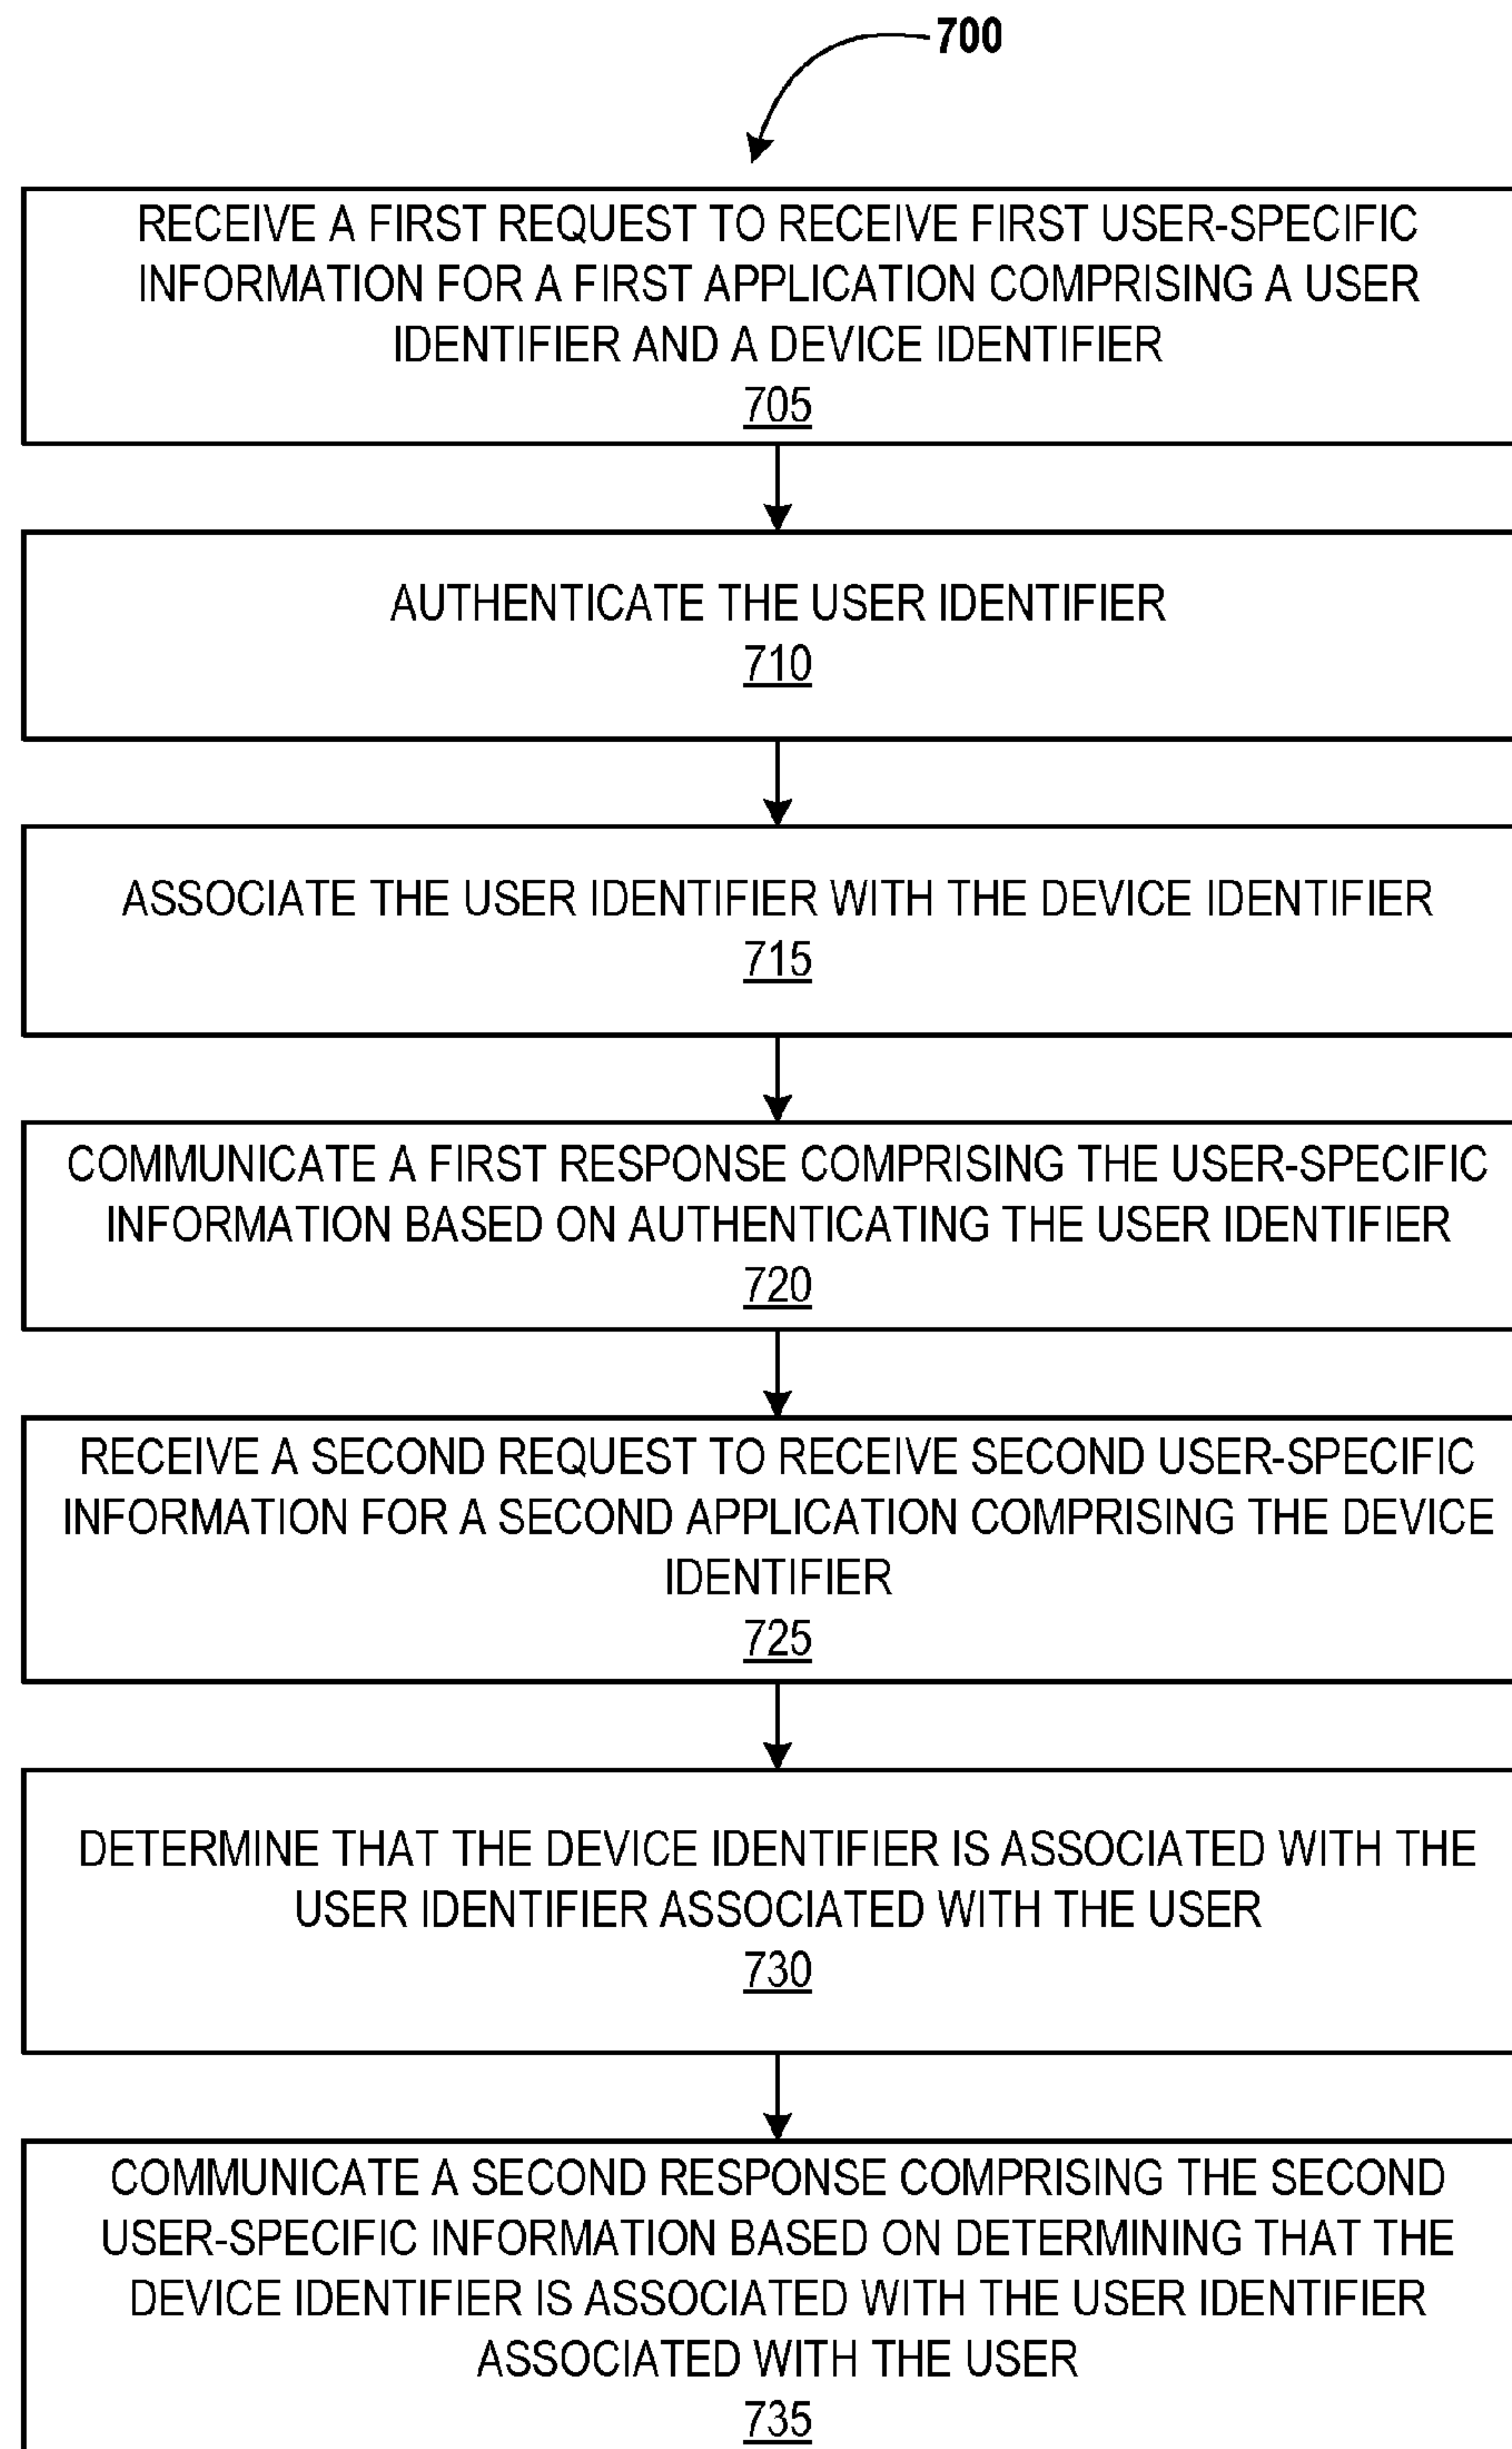 700
RECEIVE A FIRST REQUEST TO RECEIVE FIRST USER-SPECIFIC
INFORMATION FOR A FIRST APPLICATION COMPRISING A USER
IDENTIFIER AND A DEVICE IDENTIFIER
705
AUTHENTICATE THE USER IDENTIFIER
710
ASSOCIATE THE USER IDENTIFIER WITH THE DEVICE IDENTIFIER
715
COMMUNICATE A FIRST RESPONSE COMPRISING THE USER-SPECIFIC
INFORMATION BASED ON AUTHENTICATING THE USER IDENTIFIER
720
RECEIVE A SECOND REQUEST TO RECEIVE SECOND USER-SPECIFIC
INFORMATION FOR A SECOND APPLICATION COMPRISING THE DEVICE
IDENTIFIER
725
DETERMINE THAT THE DEVICE IDENTIFIER IS ASSOCIATED WITH THE
USER IDENTIFIER ASSOCIATED WITH THE USER
730
COMMUNICATE A SECOND RESPONSE COMPRISING THE SECOND
USER-SPECIFIC INFORMATION BASED ON DETERMINING THAT THE
DEVICE IDENTIFIER IS ASSOCIATED WITH THE USER IDENTIFIER
ASSOCIATED WITH THE USER
735